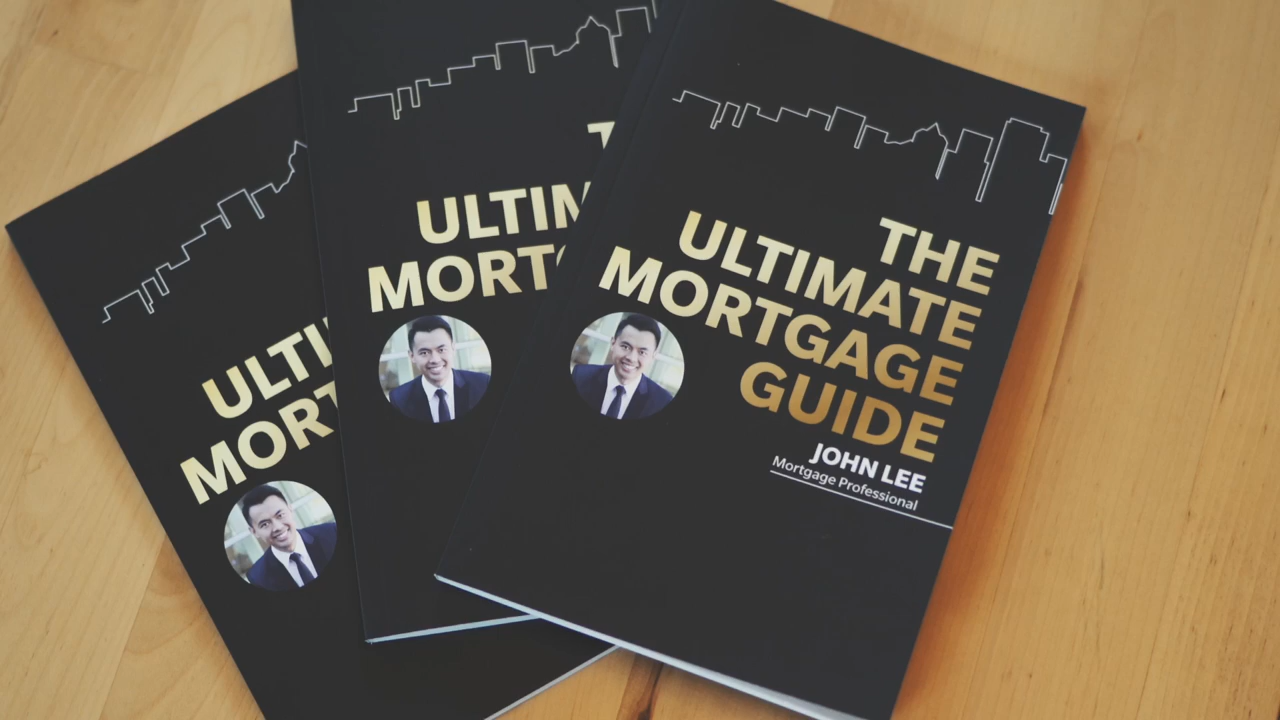 ULTI
MORT
ULTIM
MORTG
THE
ULTIMATE
MORTGAGE
GUIDE
JOHN LEE
Mortgage Professional